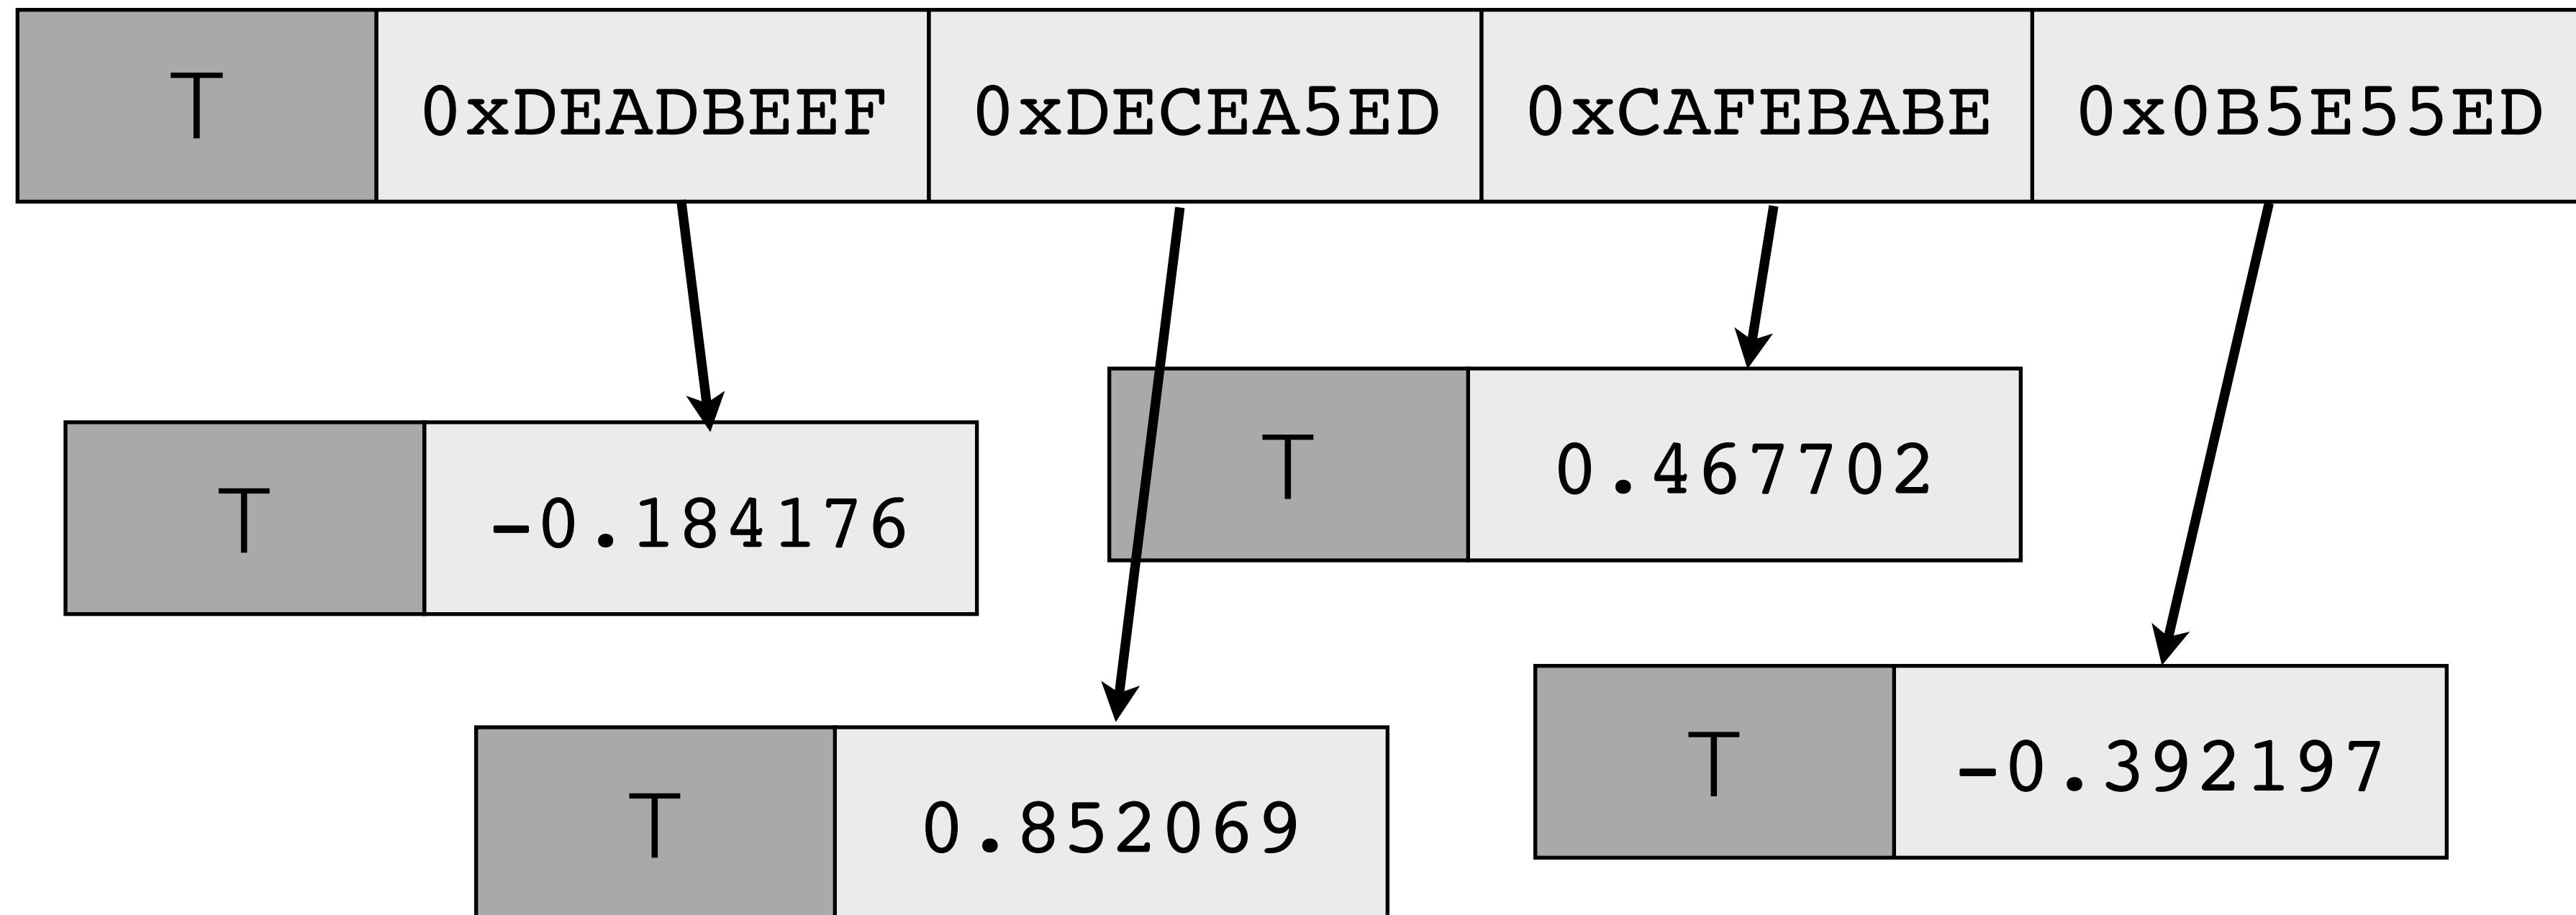 T 0xDEADBEEF 0xDECEA5ED 0xCAFEBABE 0x0B5E55ED
T 0.467702
T -0.184176
T -0.392197
T 0.852069